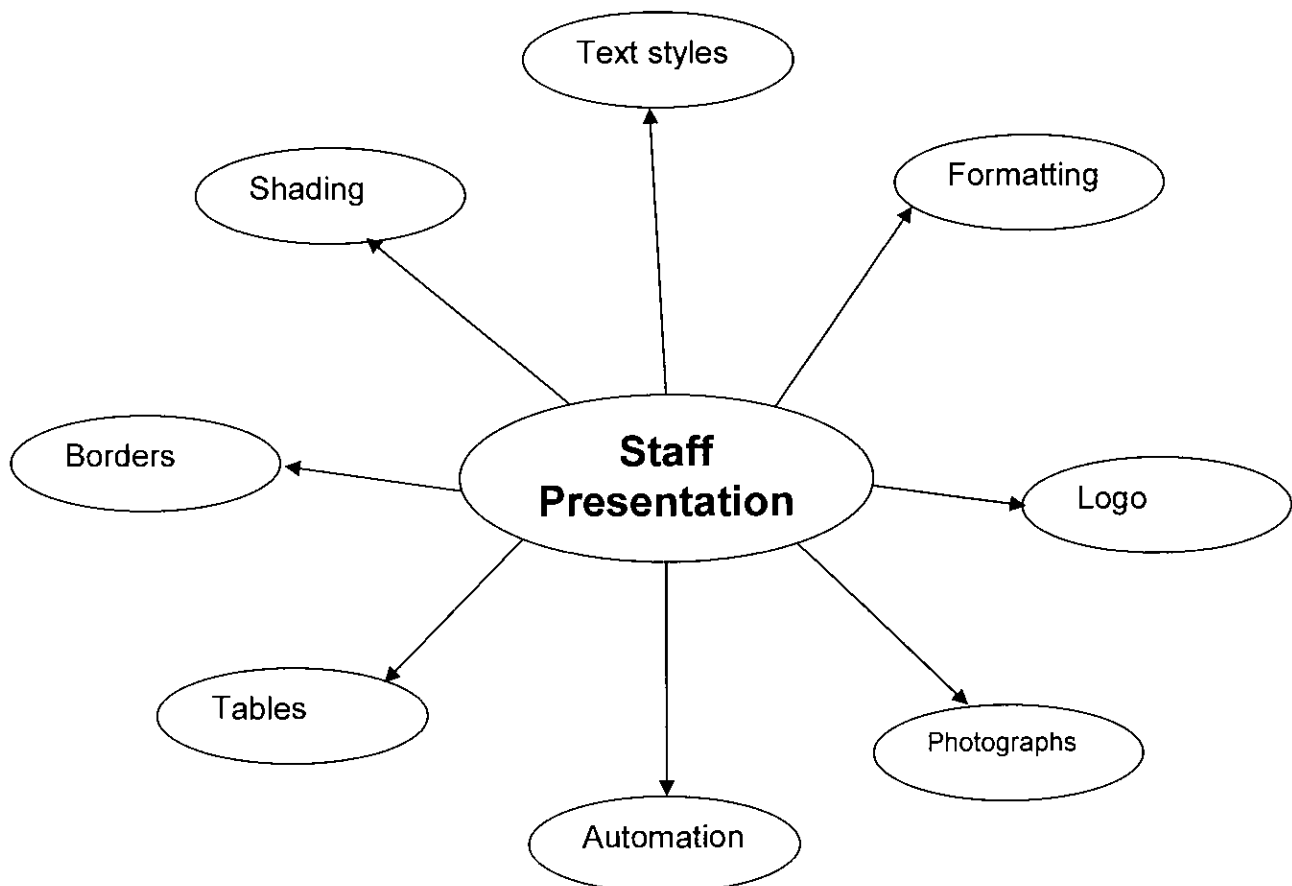 Text styles
Shading
Formatting
Borders
Staff
Presentation
Logo
Tables
Photographs
Automation